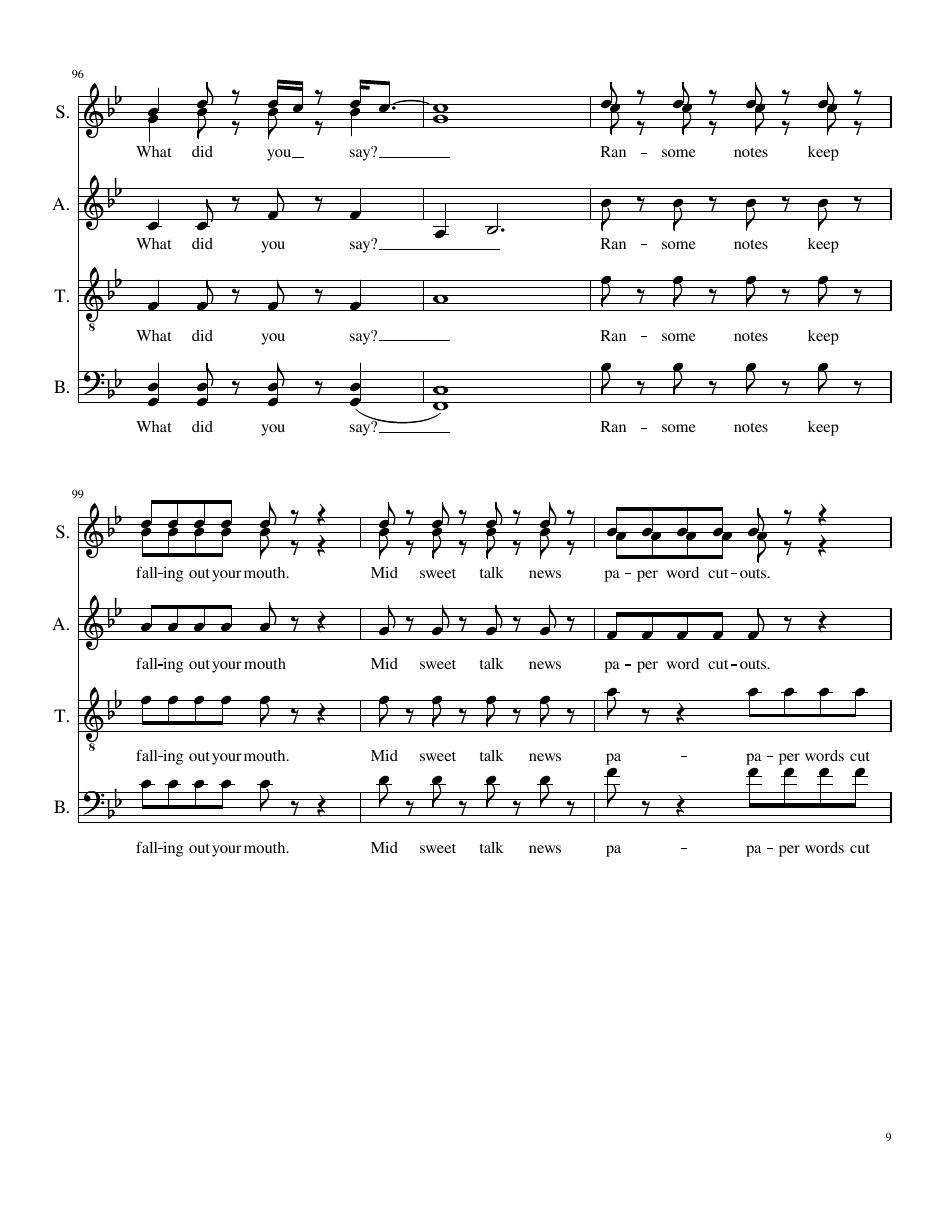 96
S.
What did you say?
Ran - some notes keep
A.
What did you say?
Ran - some notes keep
T.
8
What did you say?
Ran - some notes keep
B.
What did you say?
Ran - some notes keep
99
S.
fall-ing out your mouth. Mid sweet talk news pa - per word cut-outs.
A.
fall-ing out your mouth Mid sweet talk news pa - per word cut-outs.
T.
8
fall-ing out your mouth. Mid sweet talk news pa - pa - per words cut
B.
fall-ing out your mouth. Mid sweet talk news pa - pa - per words cut
9